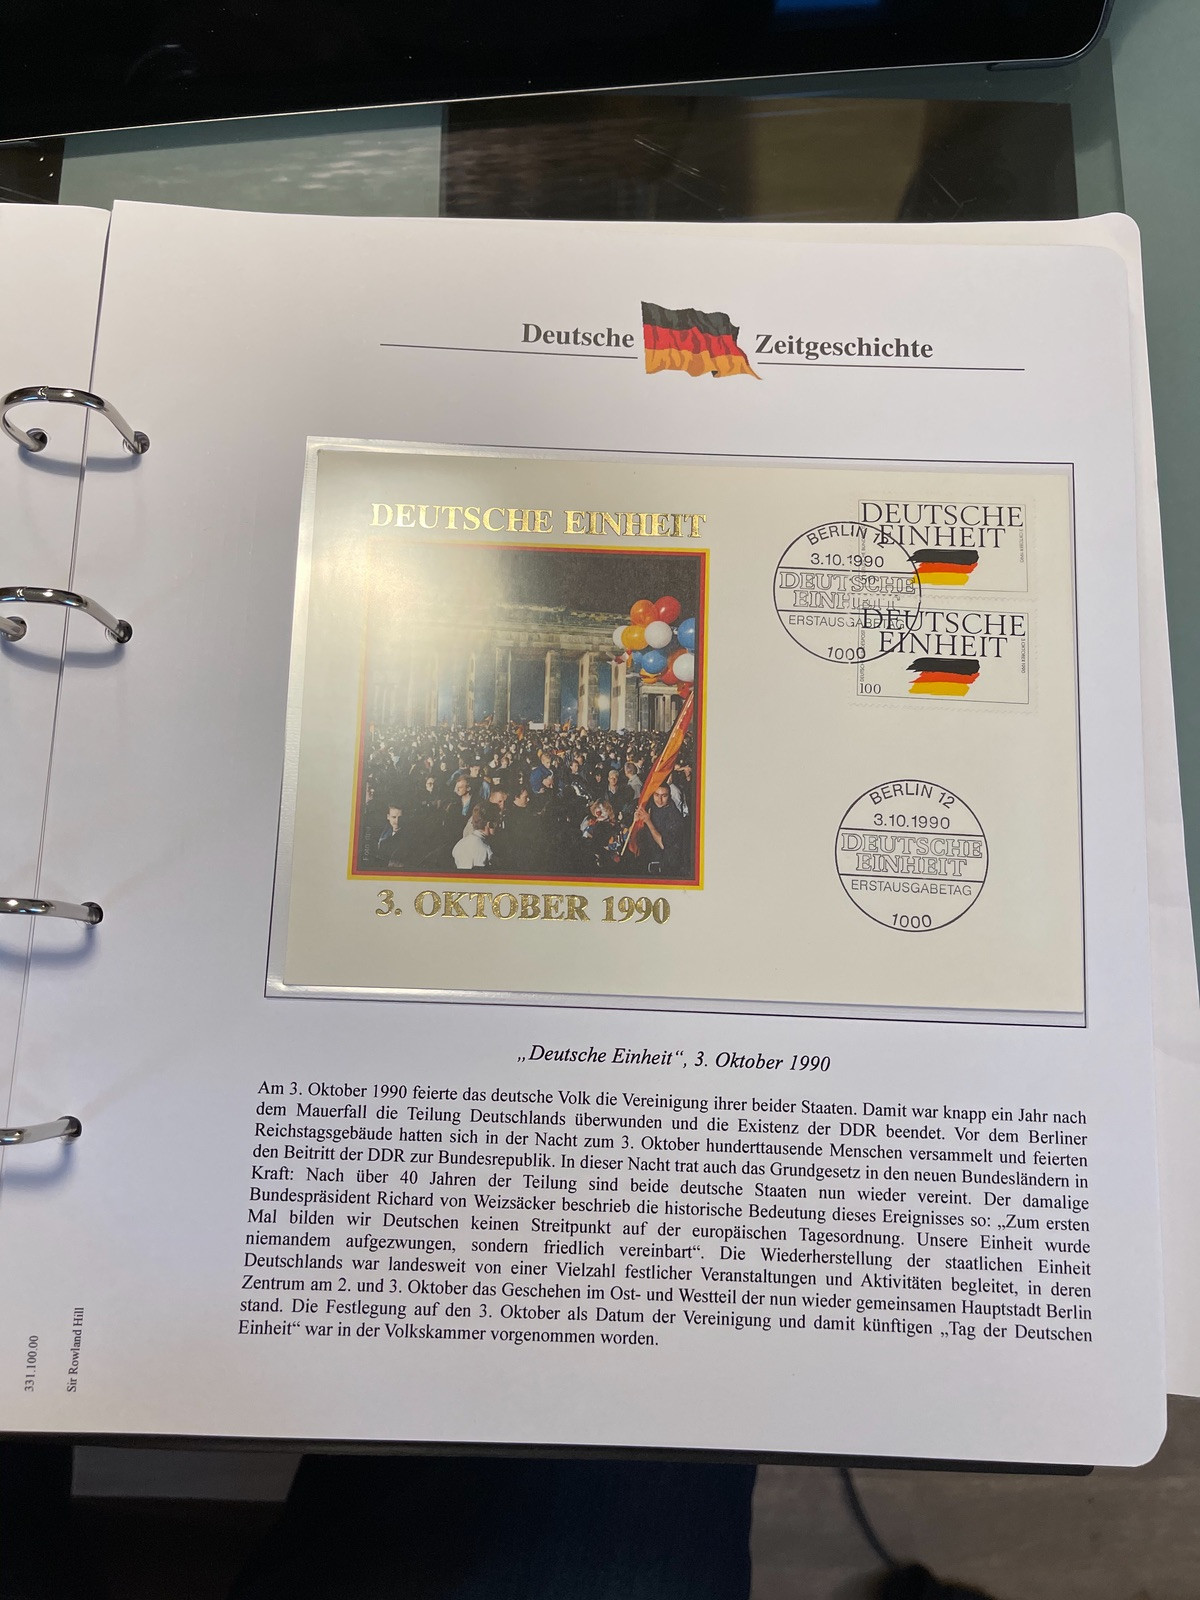 Deutsche Zeitgeschichte
DEUTSCHE EINHEIT
3. OKTOBER 1990
DEUTSCHE
EINHEIT
50
BERLIN 12
3.10.1990
DEUTSCHE
EINHEIT
ERSTAUSGABETAG
1000
DEUTSCHE
EINHEIT
100
BERLIN 12
3.10.1990
DEUTSCHE
EINHEIT
ERSTAUSGABETAG
1000
„Deutsche Einheit“, 3. Oktober 1990
Am 3. Oktober 1990 feierte das deutsche Volk die Vereinigung ihrer beider Staaten. Damit war knapp ein Jahr nach
dem Mauerfall die Teilung Deutschlands überwunden und die Existenz der DDR beendet. Vor dem Berliner
Reichstagsgebäude hatten sich in der Nacht zum 3. Oktober hunderttausende Menschen versammelt und feierten
den Beitritt der DDR zur Bundesrepublik. In dieser Nacht trat auch das Grundgesetz in den neuen Bundesländern in
Kraft: Nach über 40 Jahren der Teilung sind beide deutsche Staaten nun wieder vereint. Der damalige
Bundespräsident Richard von Weizsäcker beschrieb die historische Bedeutung dieses Ereignisses so: „Zum ersten
Mal bilden wir Deutschen keinen Streitpunkt auf der europäischen Tagesordnung. Unsere Einheit wurde
niemandem aufgezwungen, sondern friedlich vereinbart“. Die Wiederherstellung der staatlichen Einheit
Deutschlands war landesweit von einer Vielzahl festlicher Veranstaltungen und Aktivitäten begleitet, in deren
Zentrum am 2. und 3. Oktober das Geschehen im Ost- und Westteil der nun wieder gemeinsamen Hauptstadt Berlin
stand. Die Festlegung auf den 3. Oktober als Datum der Vereinigung und damit künftigen „Tag der Deutschen
Einheit“ war in der Volkskammer vorgenommen worden.
331.100.00
Sir Rowland Hill